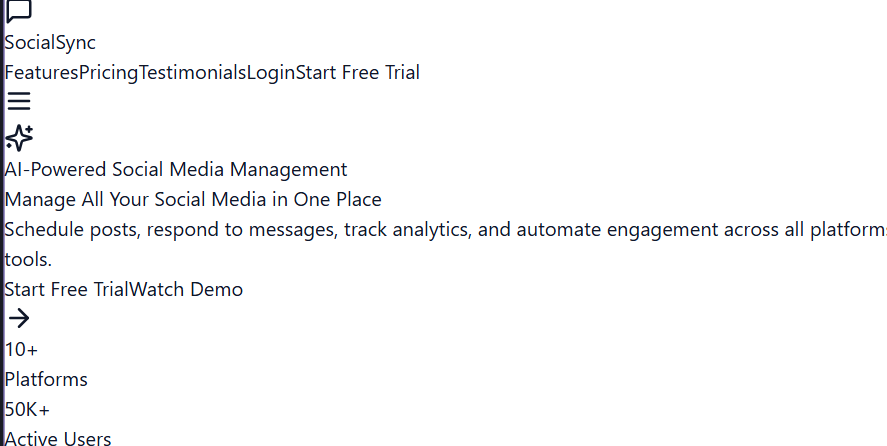 SocialSync
FeaturesPricingTestimonialsLoginStart Free Trial
AI-Powered Social Media Management
Manage All Your Social Media in One Place
Schedule posts, respond to messages, track analytics, and automate engagement across all platform
tools.
Start Free TrialWatch Demo
10+
Platforms
50K+
Active Users